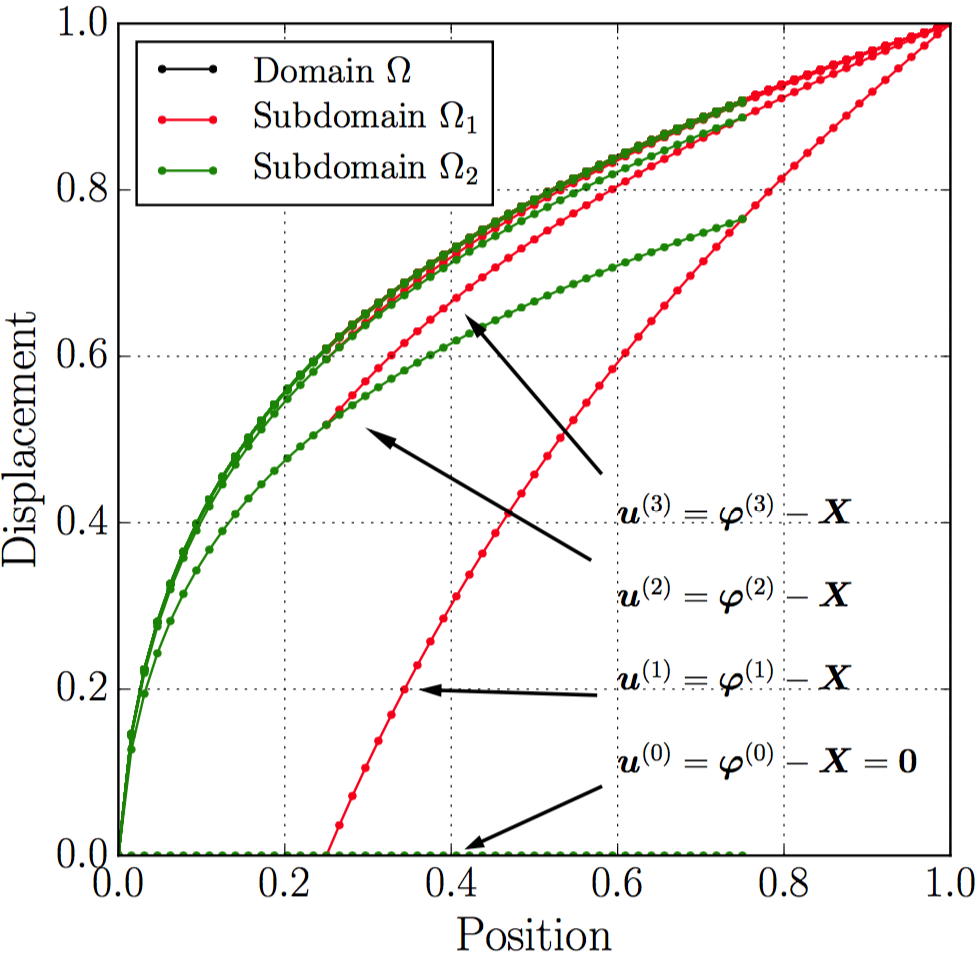 1.0
Domain Ω
Subdomain Ω₁
Subdomain Ω₂
0.8
0.6
0.4
0.2
0.0
Displacement
u⁽³⁾ = φ⁽³⁾ − X
u⁽²⁾ = φ⁽²⁾ − X
u⁽¹⁾ = φ⁽¹⁾ − X
u⁽⁰⁾ = φ⁽⁰⁾ − X = 0
0.0 0.2 0.4 0.6 0.8 1.0
Position